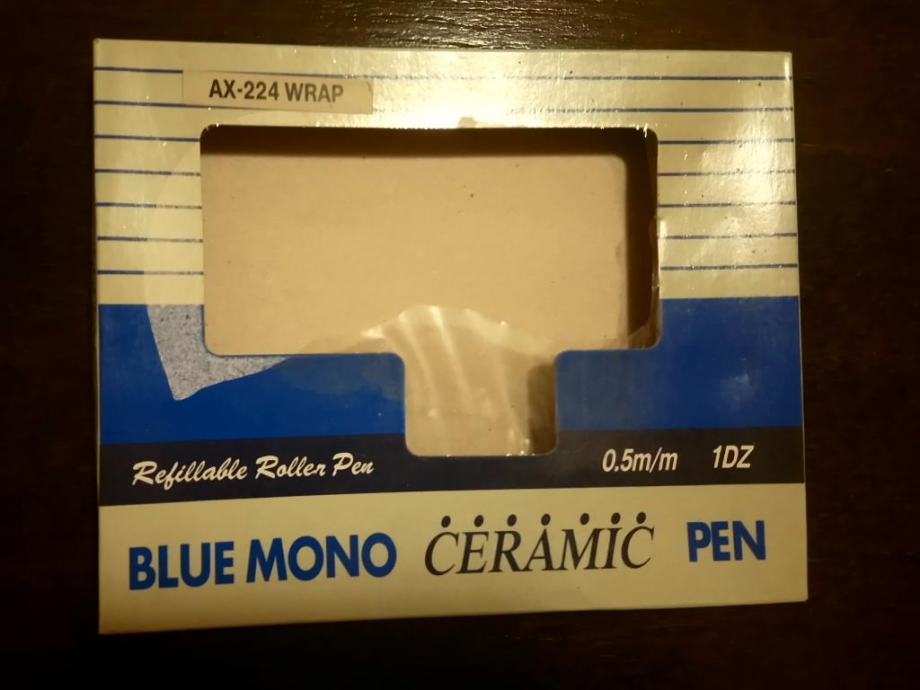 AX-224 WRAP
Refillable Roller Pen 0.5m/m 1DZ
BLUE MONO CERAMIC PEN